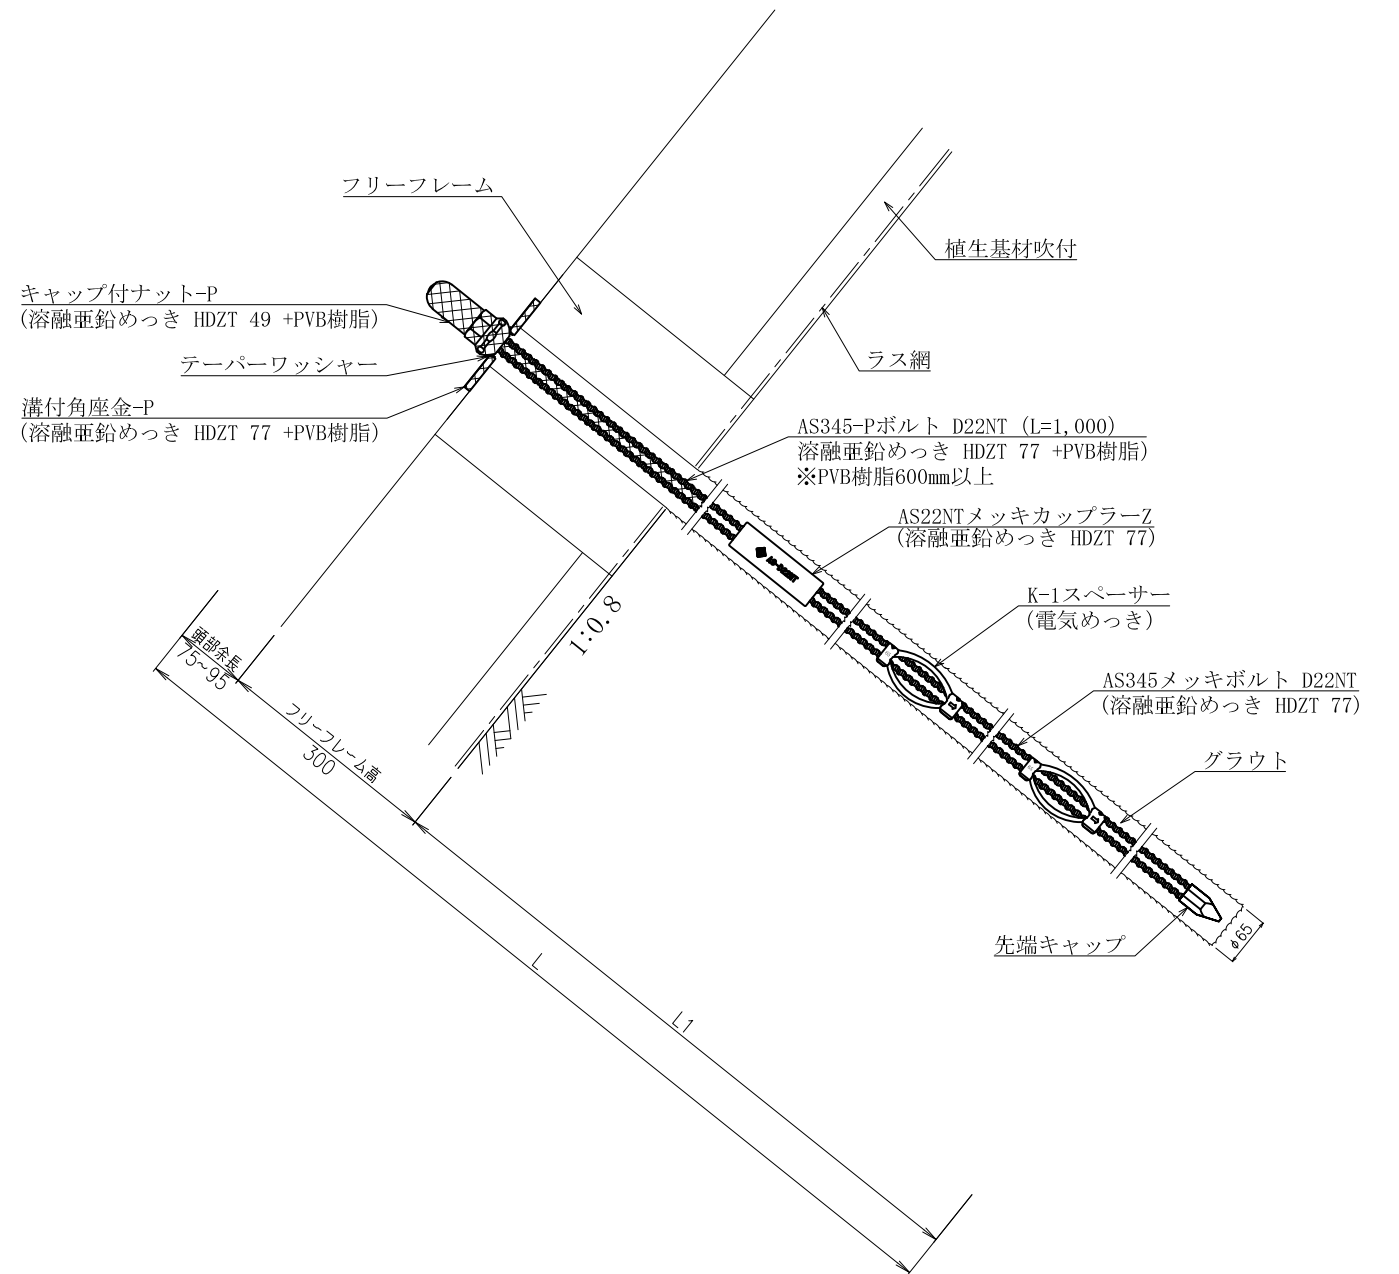 フリーフレーム
植生基材吹付
キャップ付ナット-P
(溶融亜鉛めっき HDZT 49 +PVB樹脂)
ラス網
テーパーワッシャー
溝付角座金-P
(溶融亜鉛めっき HDZT 77 +PVB樹脂)
AS345-Pボルト D22NT (L=1,000)
溶融亜鉛めっき HDZT 77 +PVB樹脂)
※PVB樹脂600mm以上
AS22NTメッキカップラーZ
(溶融亜鉛めっき HDZT 77)
K-1スペーサー
(電気めっき)
1:0.8
頭部余長
75~95
AS345メッキボルト D22NT
(溶融亜鉛めっき HDZT 77)
フリーフレーム高
300
グラウト
先端キャップ
φ65
L
L1